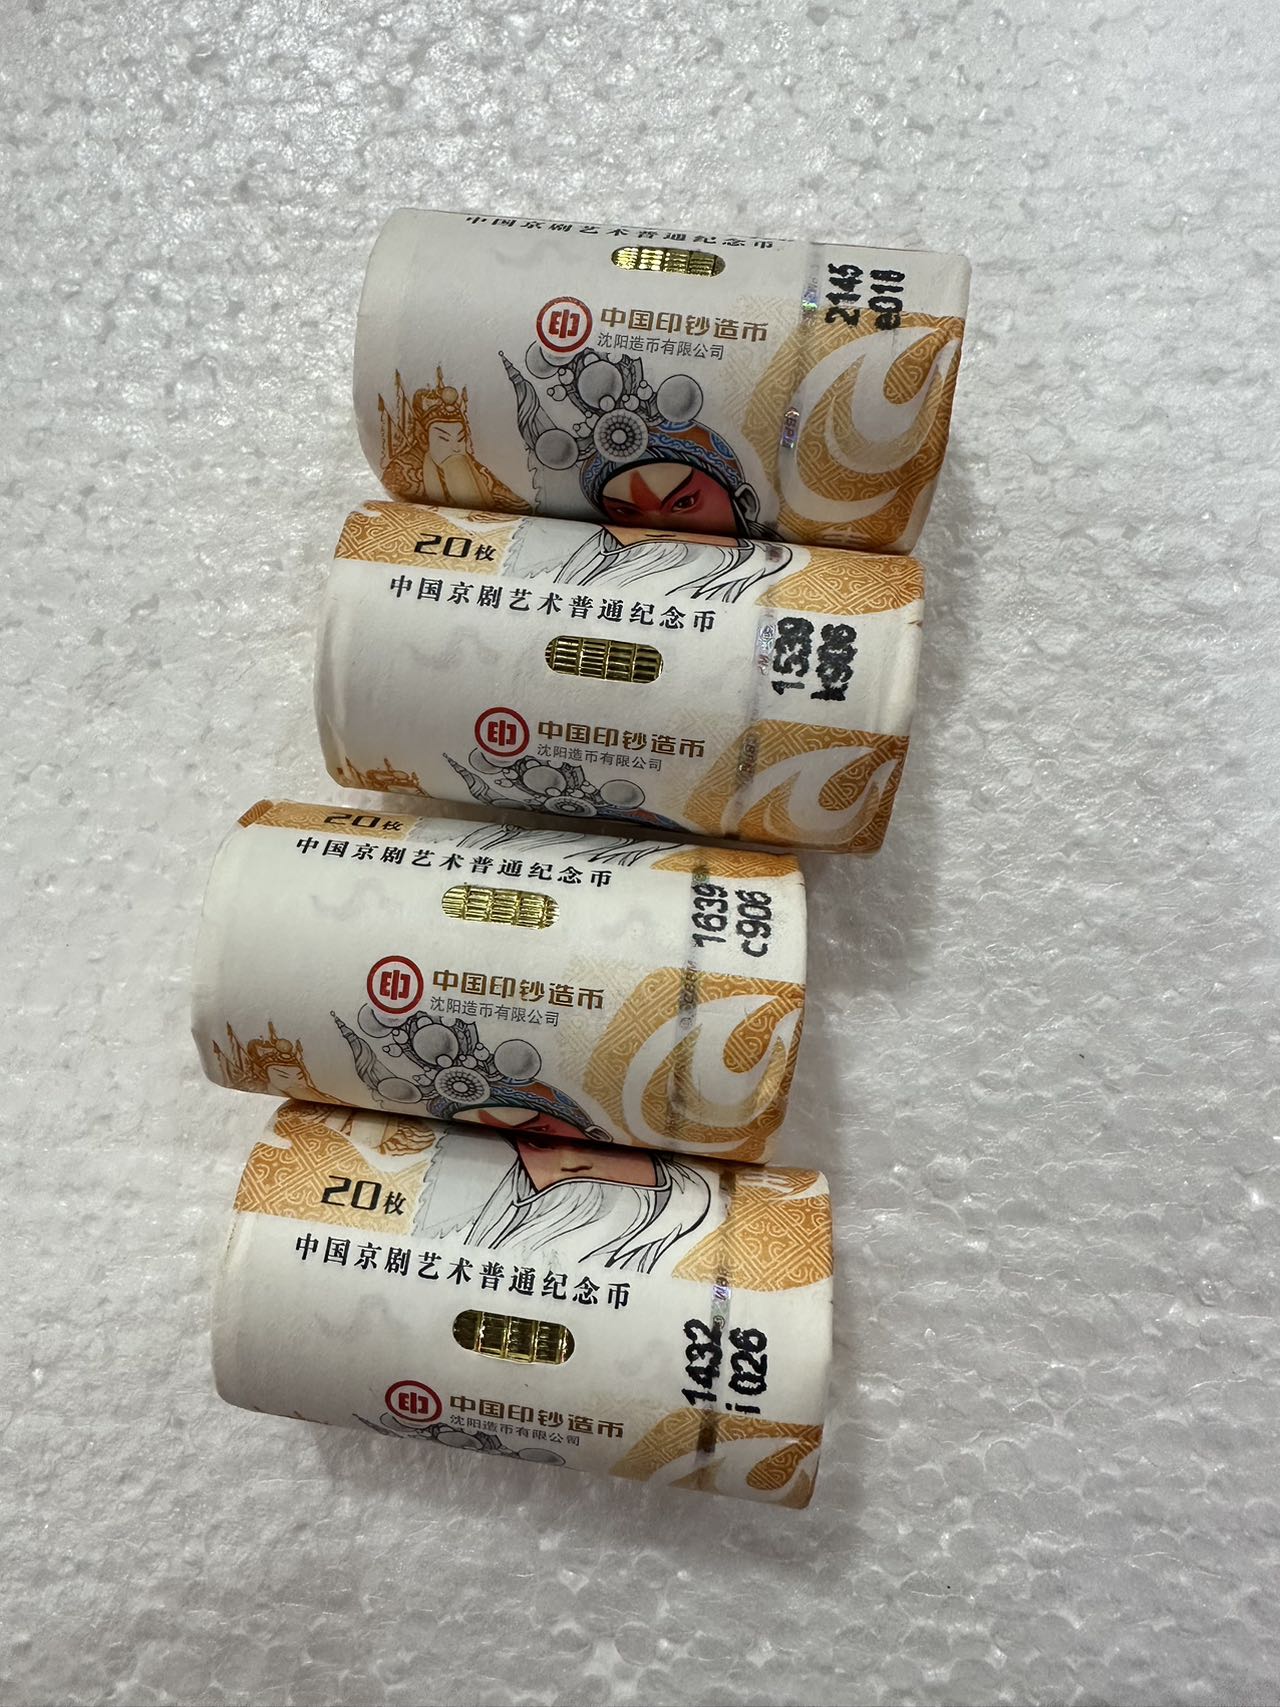 中国京剧艺术普通纪念币
中国印钞造币
沈阳造币有限公司
2145
e018
20枚
中国京剧艺术普通纪念币
中国印钞造币
沈阳造币有限公司
1539
k906
20枚
中国京剧艺术普通纪念币
中国印钞造币
沈阳造币有限公司
1639
c906
20枚
中国京剧艺术普通纪念币
中国印钞造币
沈阳造币有限公司
1432
i026